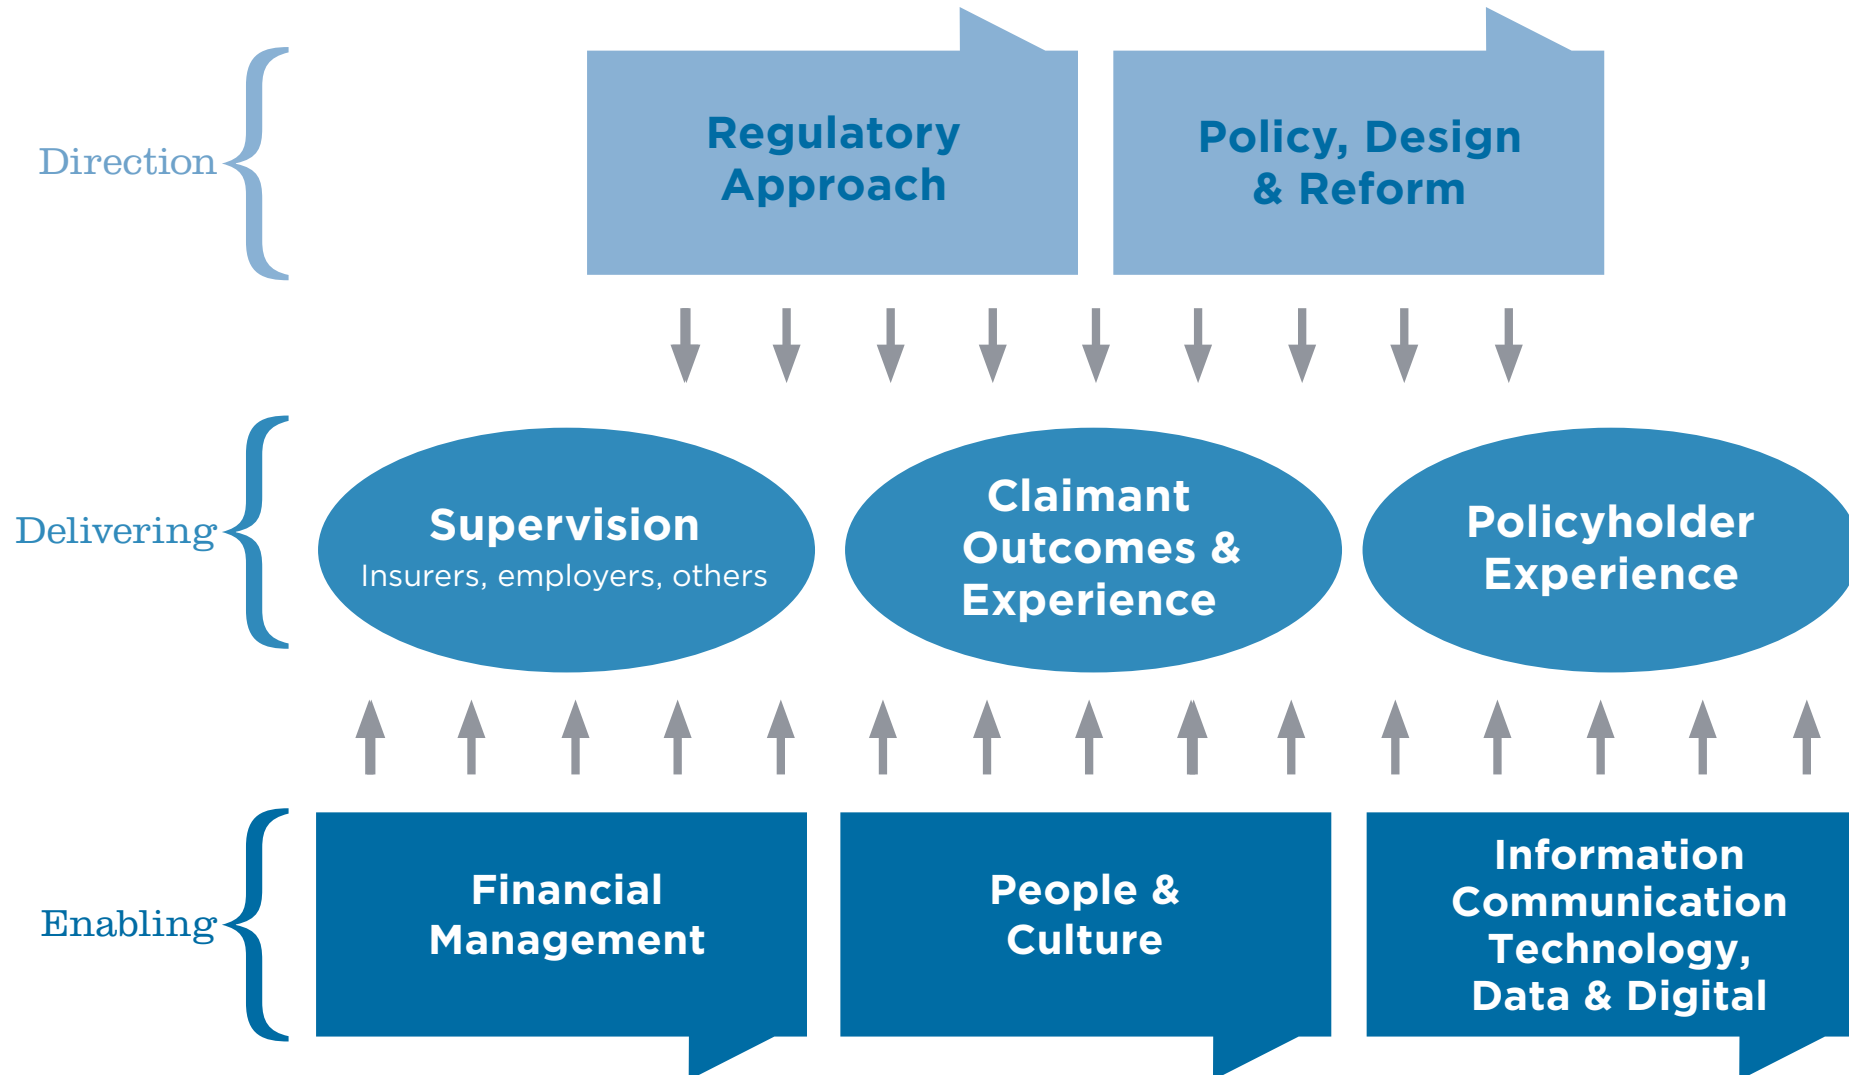 Direction
Regulatory
Approach
Policy, Design
& Reform
Delivering
Supervision
Insurers, employers, others
Claimant
Outcomes &
Experience
Policyholder
Experience
Enabling
Financial
Management
People &
Culture
Information
Communication
Technology,
Data & Digital